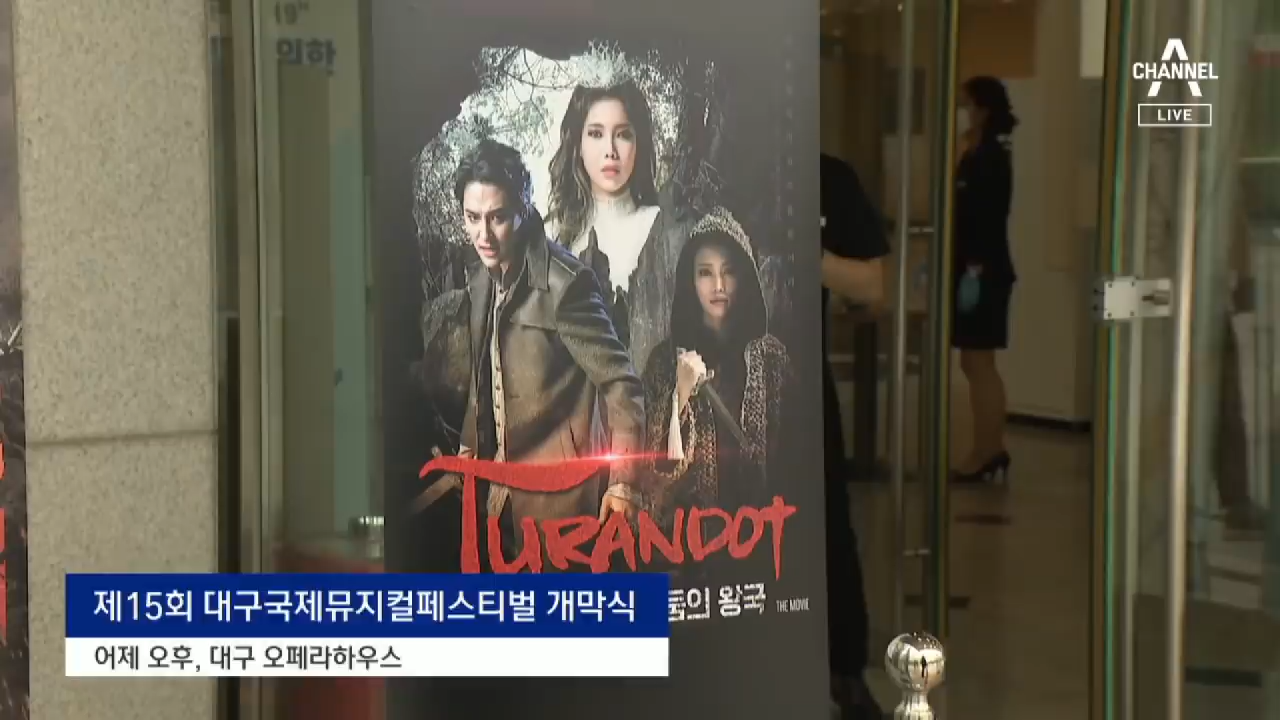 19"
의학
CHANNEL
LIVE
TURANDOT
둠의 왕국
THE MOVIE
제15회 대구국제뮤지컬페스티벌 개막식
어제 오후, 대구 오페라하우스